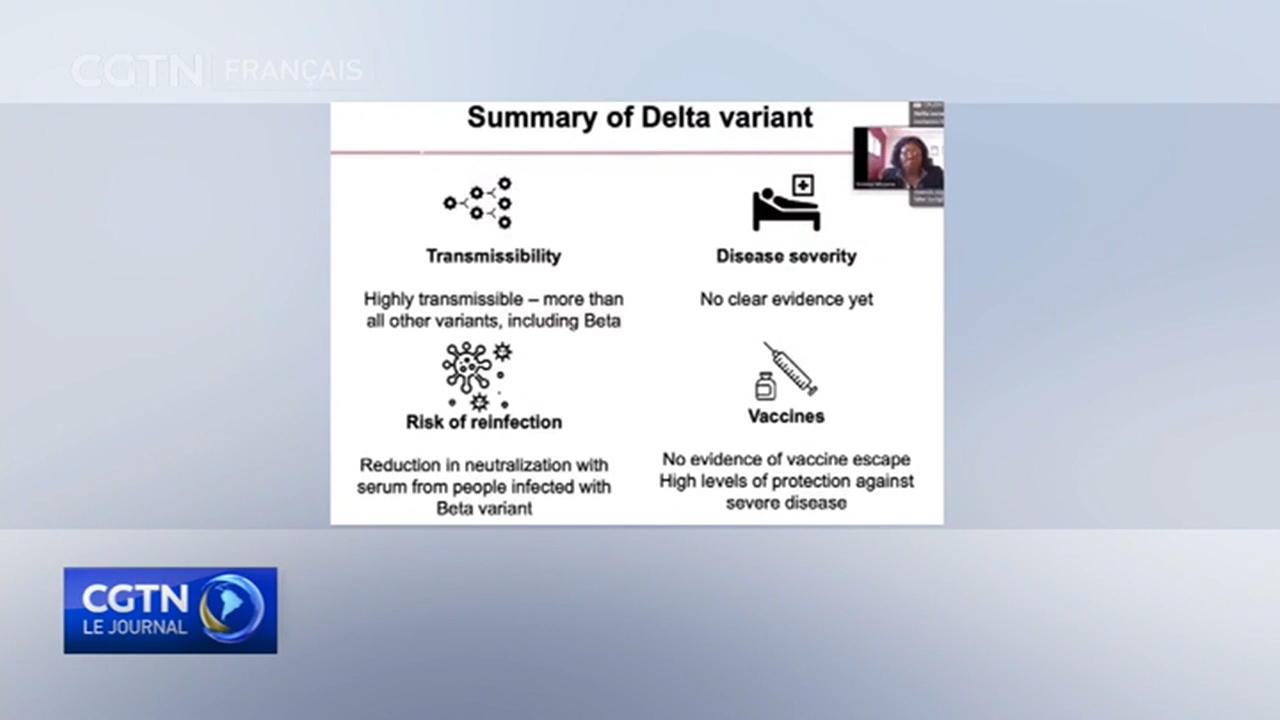 CGTN FRANÇAIS
Summary of Delta variant
Transmissibility
Highly transmissible – more than
all other variants, including Beta
Disease severity
No clear evidence yet
Risk of reinfection
Reduction in neutralization with
serum from people infected with
Beta variant
Vaccines
No evidence of vaccine escape
High levels of protection against
severe disease
CGTN
LE JOURNAL